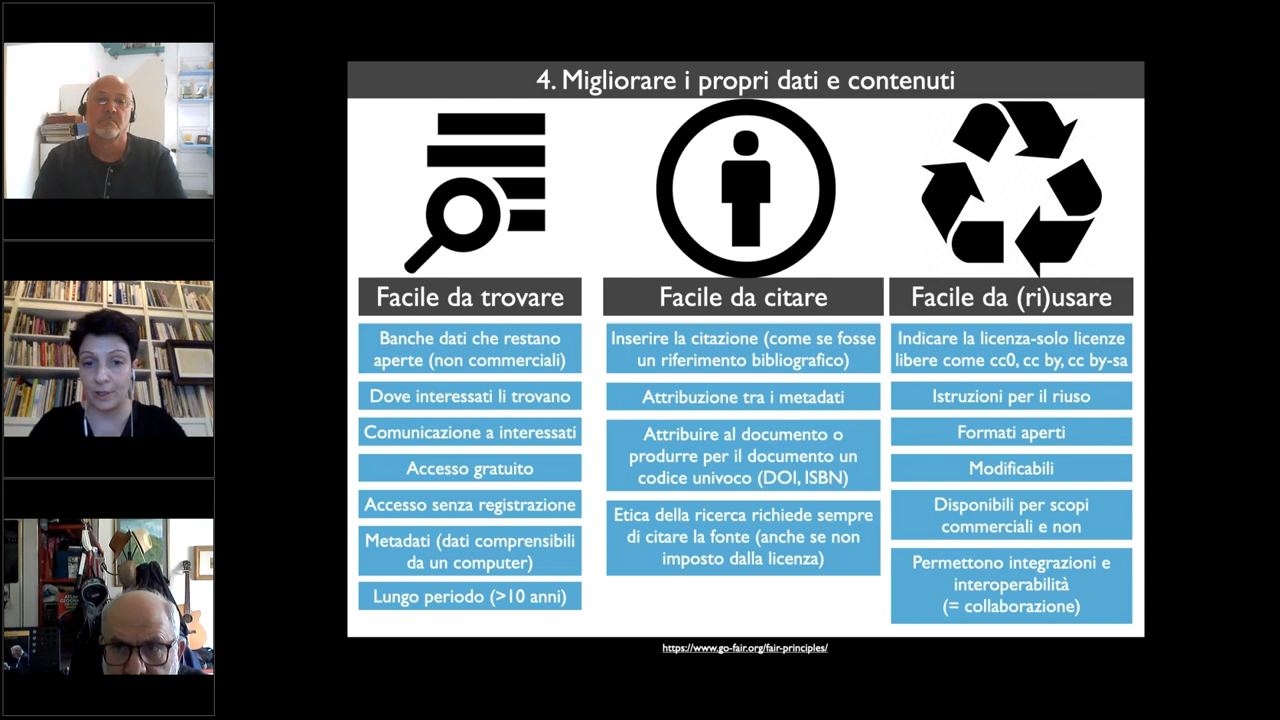 4. Migliorare i propri dati e contenuti
Facile da trovare
Banche dati che restano
aperte (non commerciali)
Dove interessati li trovano
Comunicazione a interessati
Accesso gratuito
Accesso senza registrazione
Metadati (dati comprensibili
da un computer)
Lungo periodo (>10 anni)
Facile da citare
Inserire la citazione (come se fosse
un riferimento bibliografico)
Attribuzione tra i metadati
Attribuire al documento o
produrre per il documento un
codice univoco (DOI, ISBN)
Etica della ricerca richiede sempre
di citare la fonte (anche se non
imposto dalla licenza)
Facile da (ri)usare
Indicare la licenza-solo licenze
libere come cc0, cc by, cc by-sa
Istruzioni per il riuso
Formati aperti
Modificabili
Disponibili per scopi
commerciali e non
Permettono integrazioni e
interoperabilità
(= collaborazione)
https://www.go-fair.org/fair-principles/